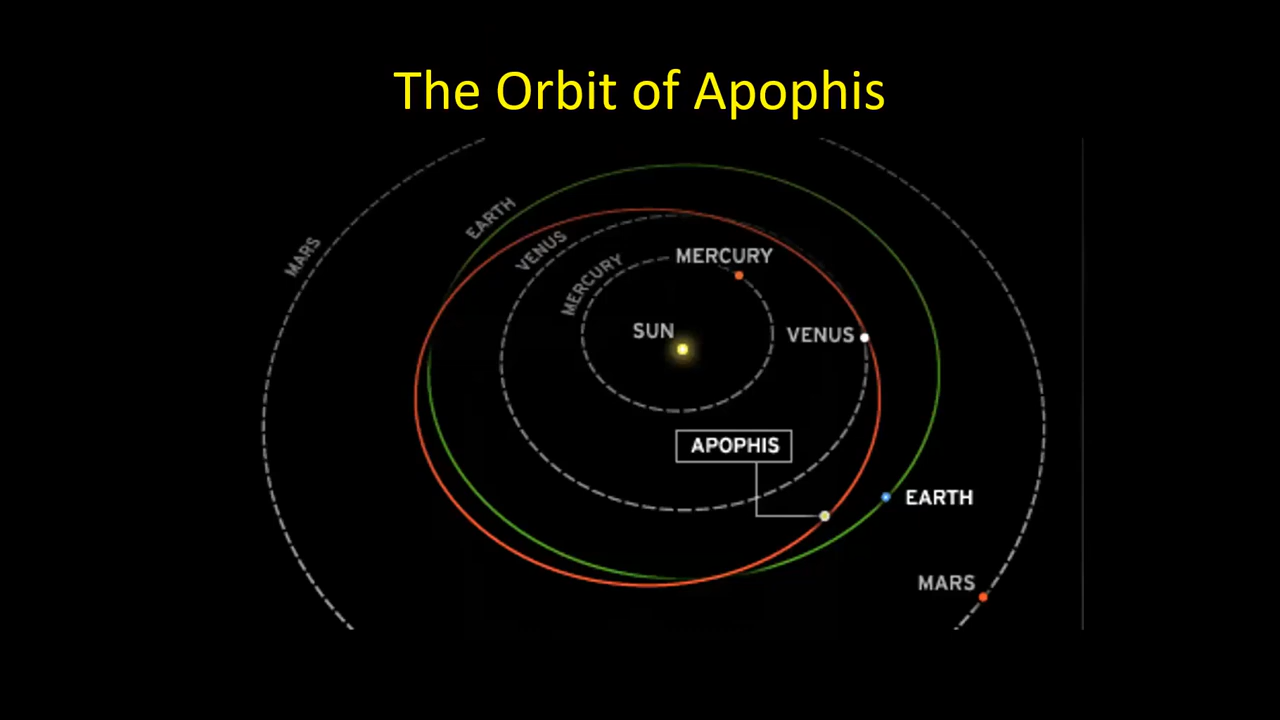 The Orbit of Apophis
EARTH
MARS
VENUS
MERCURY
MERCURY
SUN
VENUS
APOPHIS
EARTH
MARS